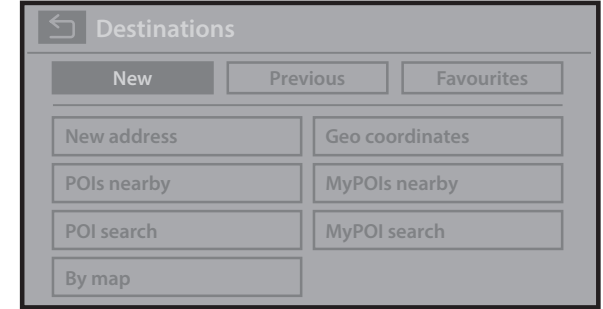 Destinations
New Previous Favourites
New address Geo coordinates
POIs nearby MyPOIs nearby
POI search MyPOI search
By map